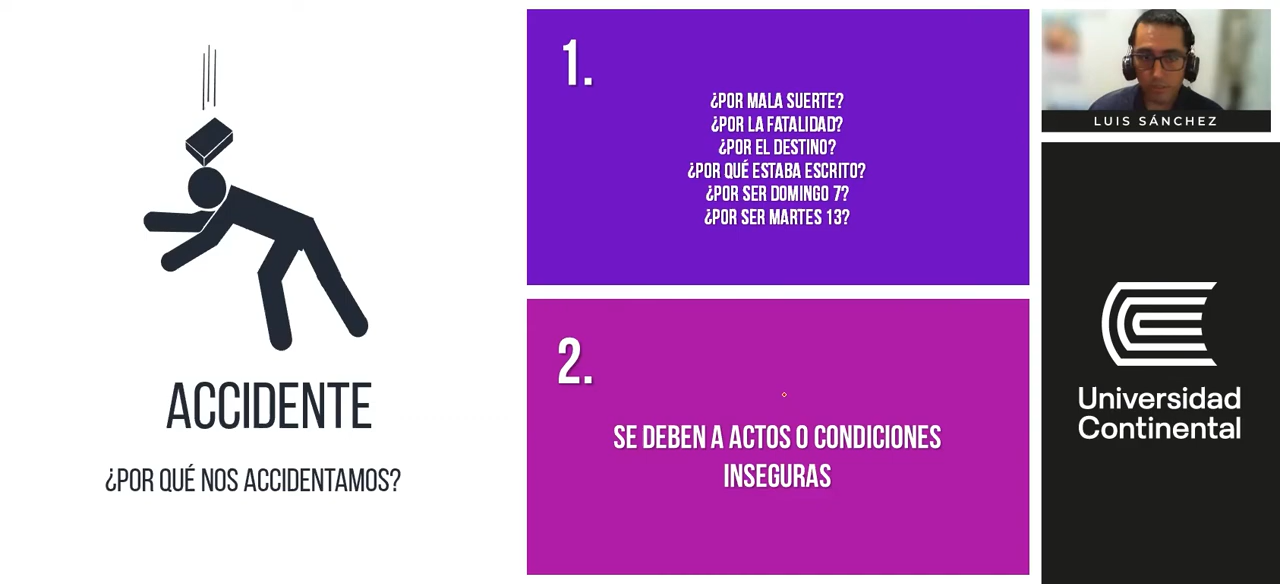 ACCIDENTE
¿POR QUÉ NOS ACCIDENTAMOS?
1.
¿POR MALA SUERTE?
¿POR LA FATALIDAD?
¿POR EL DESTINO?
¿POR QUÉ ESTABA ESCRITO?
¿POR SER DOMINGO 7?
¿POR SER MARTES 13?
2.
SE DEBEN A ACTOS O CONDICIONES
INSEGURAS
LUIS SÁNCHEZ
Universidad
Continental